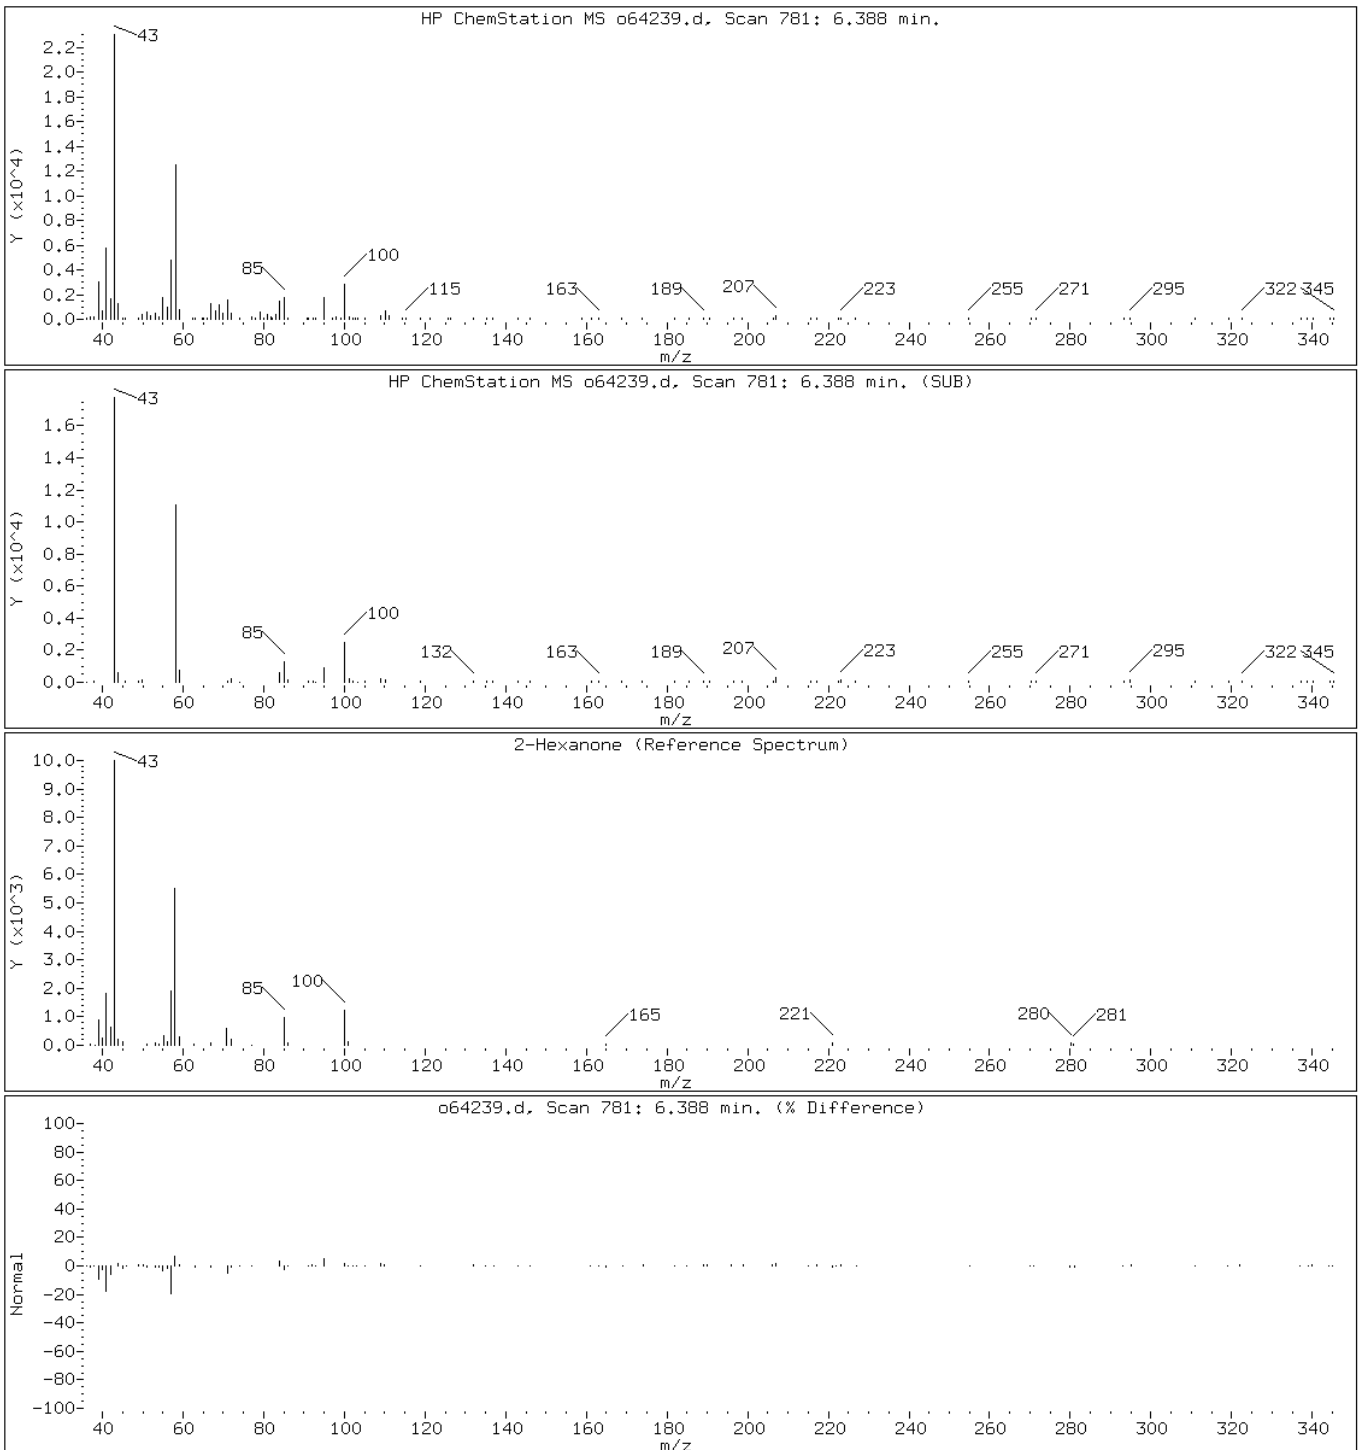 HP ChemStation MS o64239.d, Scan 781: 6.388 min.
43
2.2-
2.0-
1.8-
1.6-
1.4-
1.2-
1.0-
0.8-
0.6-
0.4-
0.2-
0.0-
Y (x10^4)
85 100 115 163 189 207 223 255 271 295 322 345
40 60 80 100 120 140 160 180 200 220 240 260 280 300 320 340
m/z
HP ChemStation MS o64239.d, Scan 781: 6.388 min. (SUB)
43
1.6-
1.4-
1.2-
1.0-
0.8-
0.6-
0.4-
0.2-
0.0-
Y (x10^4)
85 100 132 163 189 207 223 255 271 295 322 345
40 60 80 100 120 140 160 180 200 220 240 260 280 300 320 340
m/z
2-Hexanone (Reference Spectrum)
43
10.0-
9.0-
8.0-
7.0-
6.0-
5.0-
4.0-
3.0-
2.0-
1.0-
0.0-
Y (x10^3)
85 100 165 221 280 281
40 60 80 100 120 140 160 180 200 220 240 260 280 300 320 340
m/z
o64239.d, Scan 781: 6.388 min. (% Difference)
100-
80-
60-
40-
20-
0-
-20-
-40-
-60-
-80-
-100-
Normal
40 60 80 100 120 140 160 180 200 220 240 260 280 300 320 340
m/z